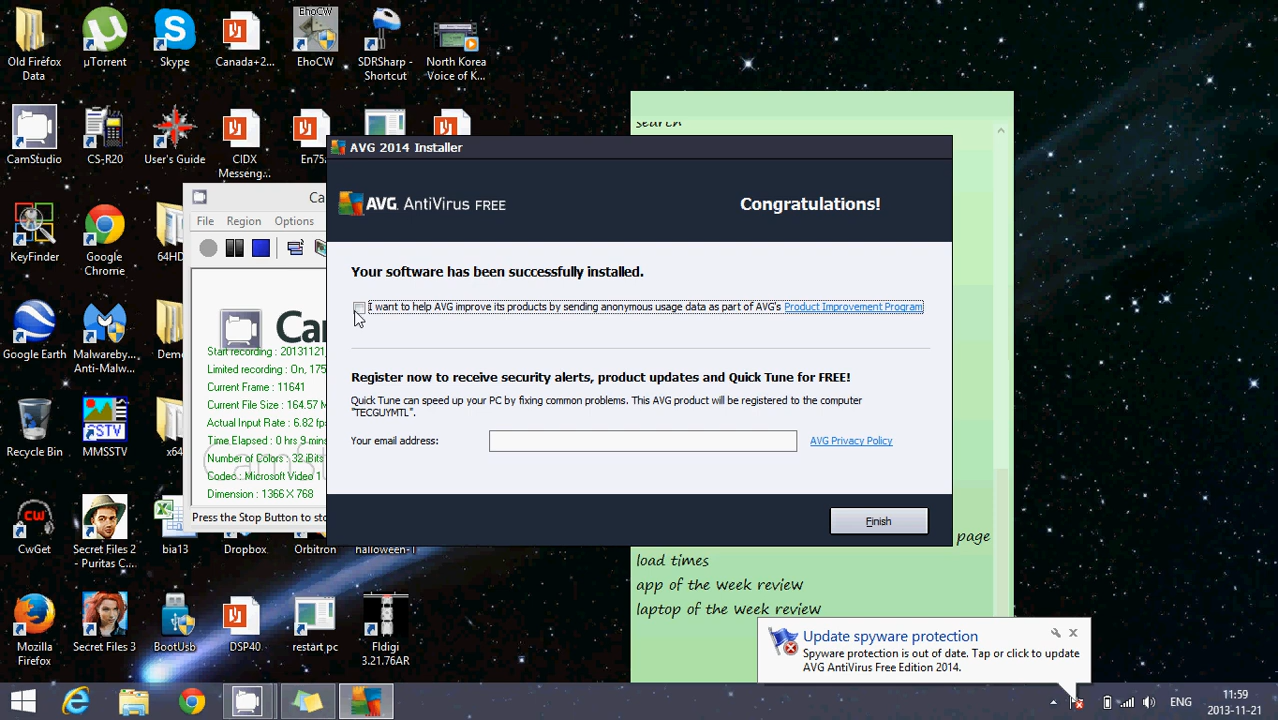 Old Firefox
Data
µTorrent
Skype
Canada+2...
EhoCW
EhoCW
SDRSharp -
Shortcut
North Korea
Voice of K...
CamStudio
CS-R20
User's Guide
CIDX
Messeng...
En75
search
AVG 2014 Installer
AVG AntiVirus FREE
Congratulations!
Your software has been successfully installed.
I want to help AVG improve its products by sending anonymous usage data as part of AVG's Product Improvement Program
Register now to receive security alerts, product updates and Quick Tune for FREE!
Quick Tune can speed up your PC by fixing common problems. This AVG product will be registered to the computer
"TECGUYMTL".
Your email address:
AVG Privacy Policy
Finish
KeyFinder
Google
Chrome
64HD
Ca
File
Region
Options
Cam
Start recording : 20131121
Limited recording : On, 175
Current Frame : 11641
Current File Size : 164.57 M
Actual Input Rate : 6.82 fp
Time Elapsed : 0 hrs 9 min
Number of Colors : 32 Bits
Codec : Microsoft Video 1
Dimension : 1366 X 768
Press the Stop Button to sto
Google Earth
Malwareby...
Anti-Malw...
Dem
Recycle Bin
SSTV
MMSSTV
x64
CW
CwGet
Secret Files 2
- Puritas C...
bia13
Dropbox
Orbitron
halloween-1
page
load times
app of the week review
laptop of the week review
Mozilla
Firefox
Secret Files 3
BootUsb
DSP40
restart pc
Fldigi
3.21.76AR
Update spyware protection
Spyware protection is out of date. Tap or click to update
AVG AntiVirus Free Edition 2014.
ENG
11:59
2013-11-21